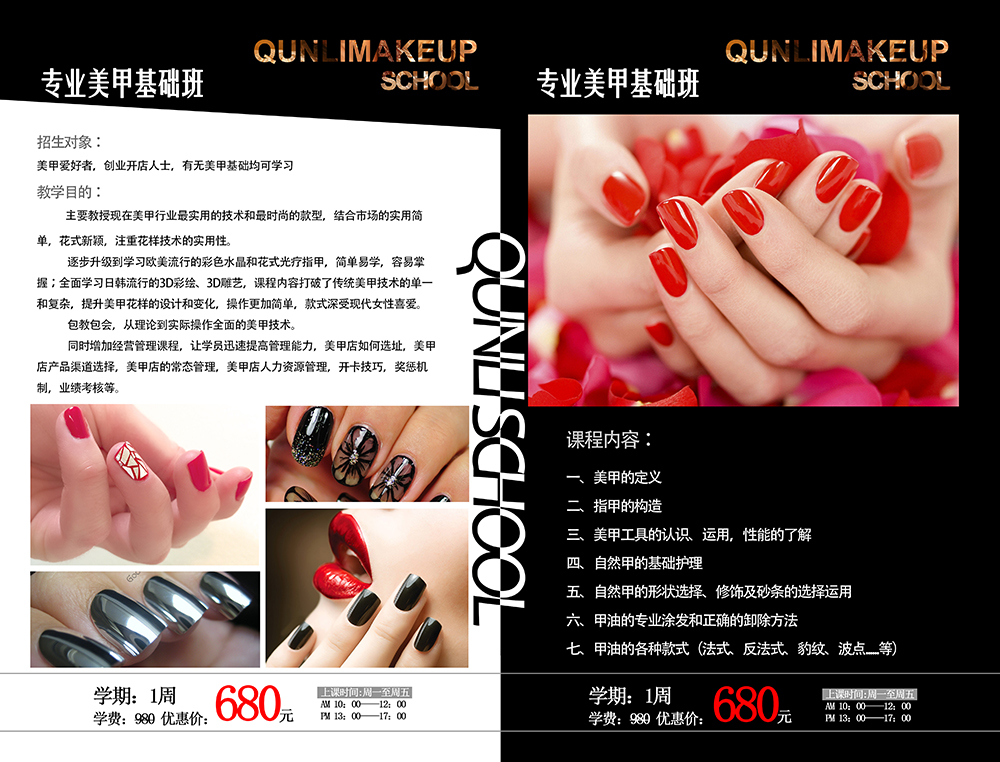 QUNLIMAKEUP
SCHOOL
专业美甲基础班
招生对象：
美甲爱好者，创业开店人士，有无美甲基础均可学习
教学目的：
主要教授现在美甲行业最实用的技术和最时尚的款型，结合市场的实用简
单，花式新颖，注重花样技术的实用性。
逐步升级到学习欧美流行的彩色水晶和花式光疗指甲，简单易学，容易掌
握；全面学习日韩流行的3D彩绘、3D雕艺，课程内容打破了传统美甲技术的单一
和复杂，提升美甲花样的设计和变化，操作更加简单，款式深受现代女性喜爱。
包教包会，从理论到实际操作全面的美甲技术。
同时增加经营管理课程，让学员迅速提高管理能力，美甲店如何选址，美甲
店产品渠道选择，美甲店的常态管理，美甲店人力资源管理，开卡技巧，奖惩机
制，业绩考核等。
学期：1周
学费：980 优惠价：680元
上课时间：周一至周五
AM 10：00——12：00
PM 13：00——17：00
QUNLISCHOOL
QUNLIMAKEUP
SCHOOL
专业美甲基础班
课程内容：
一、美甲的定义
二、指甲的构造
三、美甲工具的认识、运用，性能的了解
四、自然甲的基础护理
五、自然甲的形状选择、修饰及砂条的选择运用
六、甲油的专业涂发和正确的卸除方法
七、甲油的各种款式（法式、反法式、豹纹、波点......等）
学期：1周
学费：980 优惠价：680元
上课时间：周一至周五
AM 10：00——12：00
PM 13：00——17：00